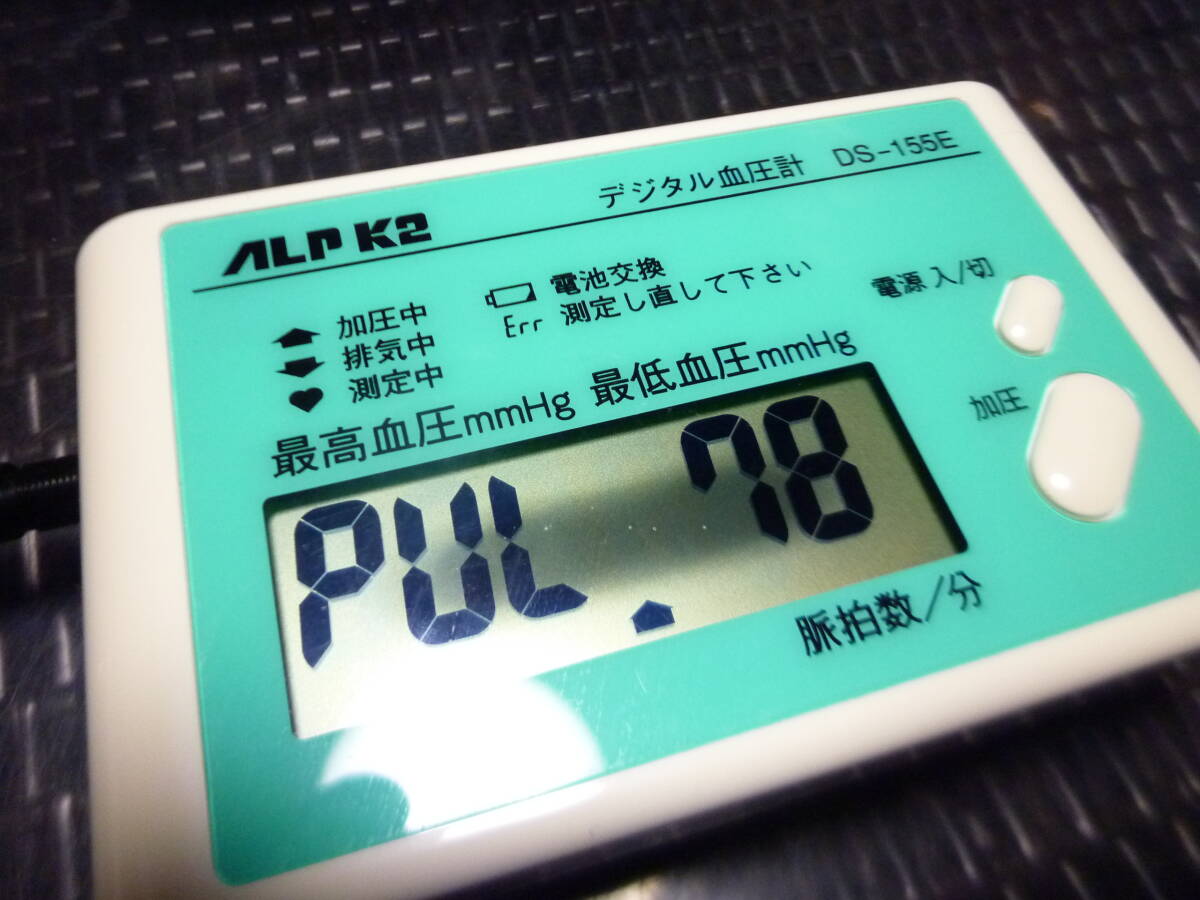 デジタル血圧計 DS-155E
ALP K2
加圧中
排気中
測定中
電池交換
Err 測定し直して下さい
電源 入/切
加圧
最高血圧mmHg 最低血圧mmHg
PUL 78
脈拍数/分